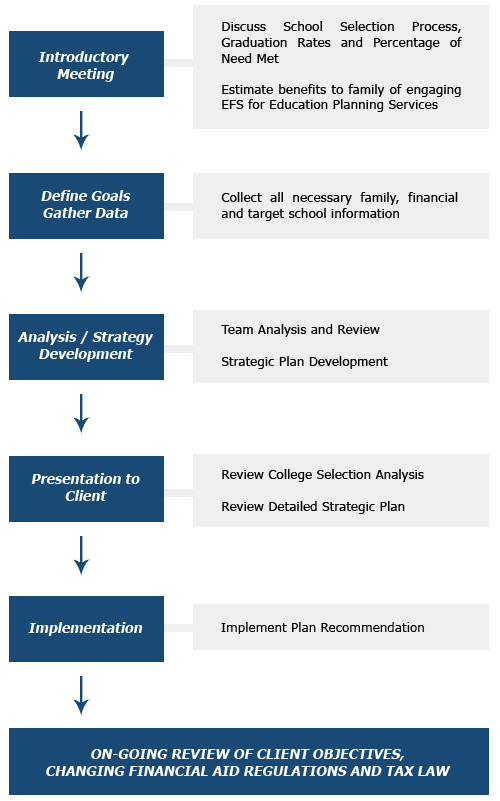 Introductory
Meeting
Discuss School Selection Process,
Graduation Rates and Percentage of
Need Met
Estimate benefits to family of engaging
EFS for Education Planning Services
Define Goals
Gather Data
Collect all necessary family, financial
and target school information
Analysis / Strategy
Development
Team Analysis and Review
Strategic Plan Development
Presentation to
Client
Review College Selection Analysis
Review Detailed Strategic Plan
Implementation
Implement Plan Recommendation
ON-GOING REVIEW OF CLIENT OBJECTIVES,
CHANGING FINANCIAL AID REGULATIONS AND TAX LAW